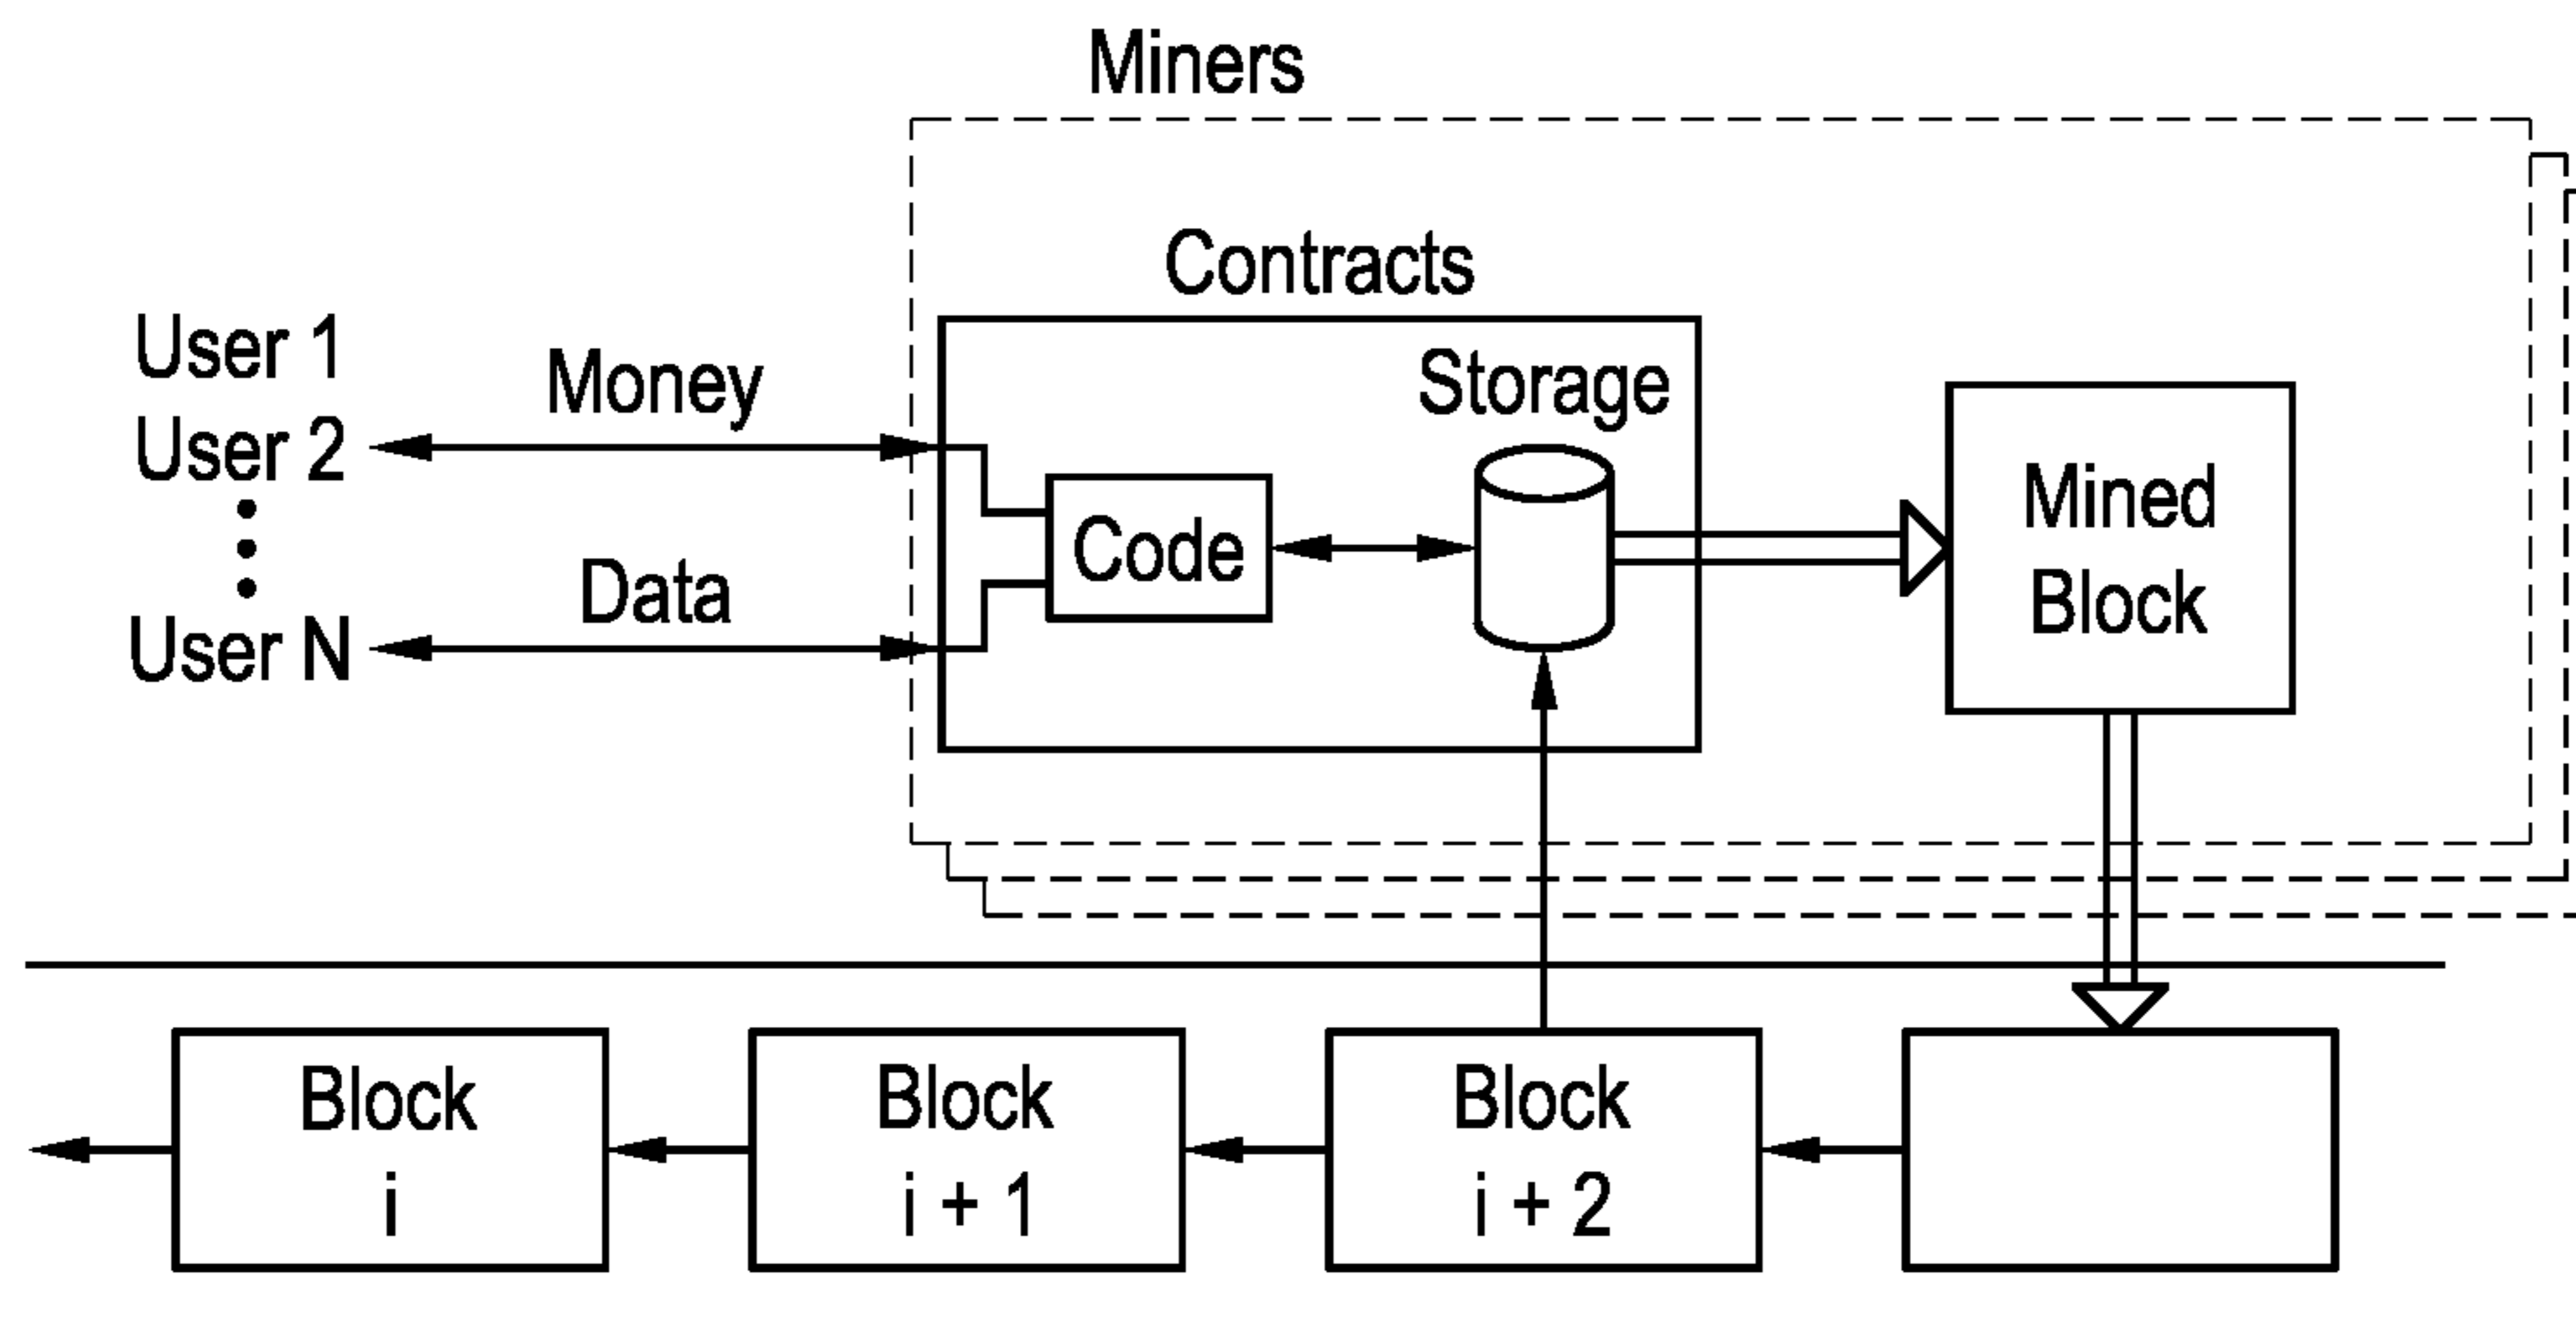 Miners
Contracts
User 1
Money
Storage
User 2
Mined
Code
Block
Data
User N
Block
i
Block
i + 1
Block
i + 2